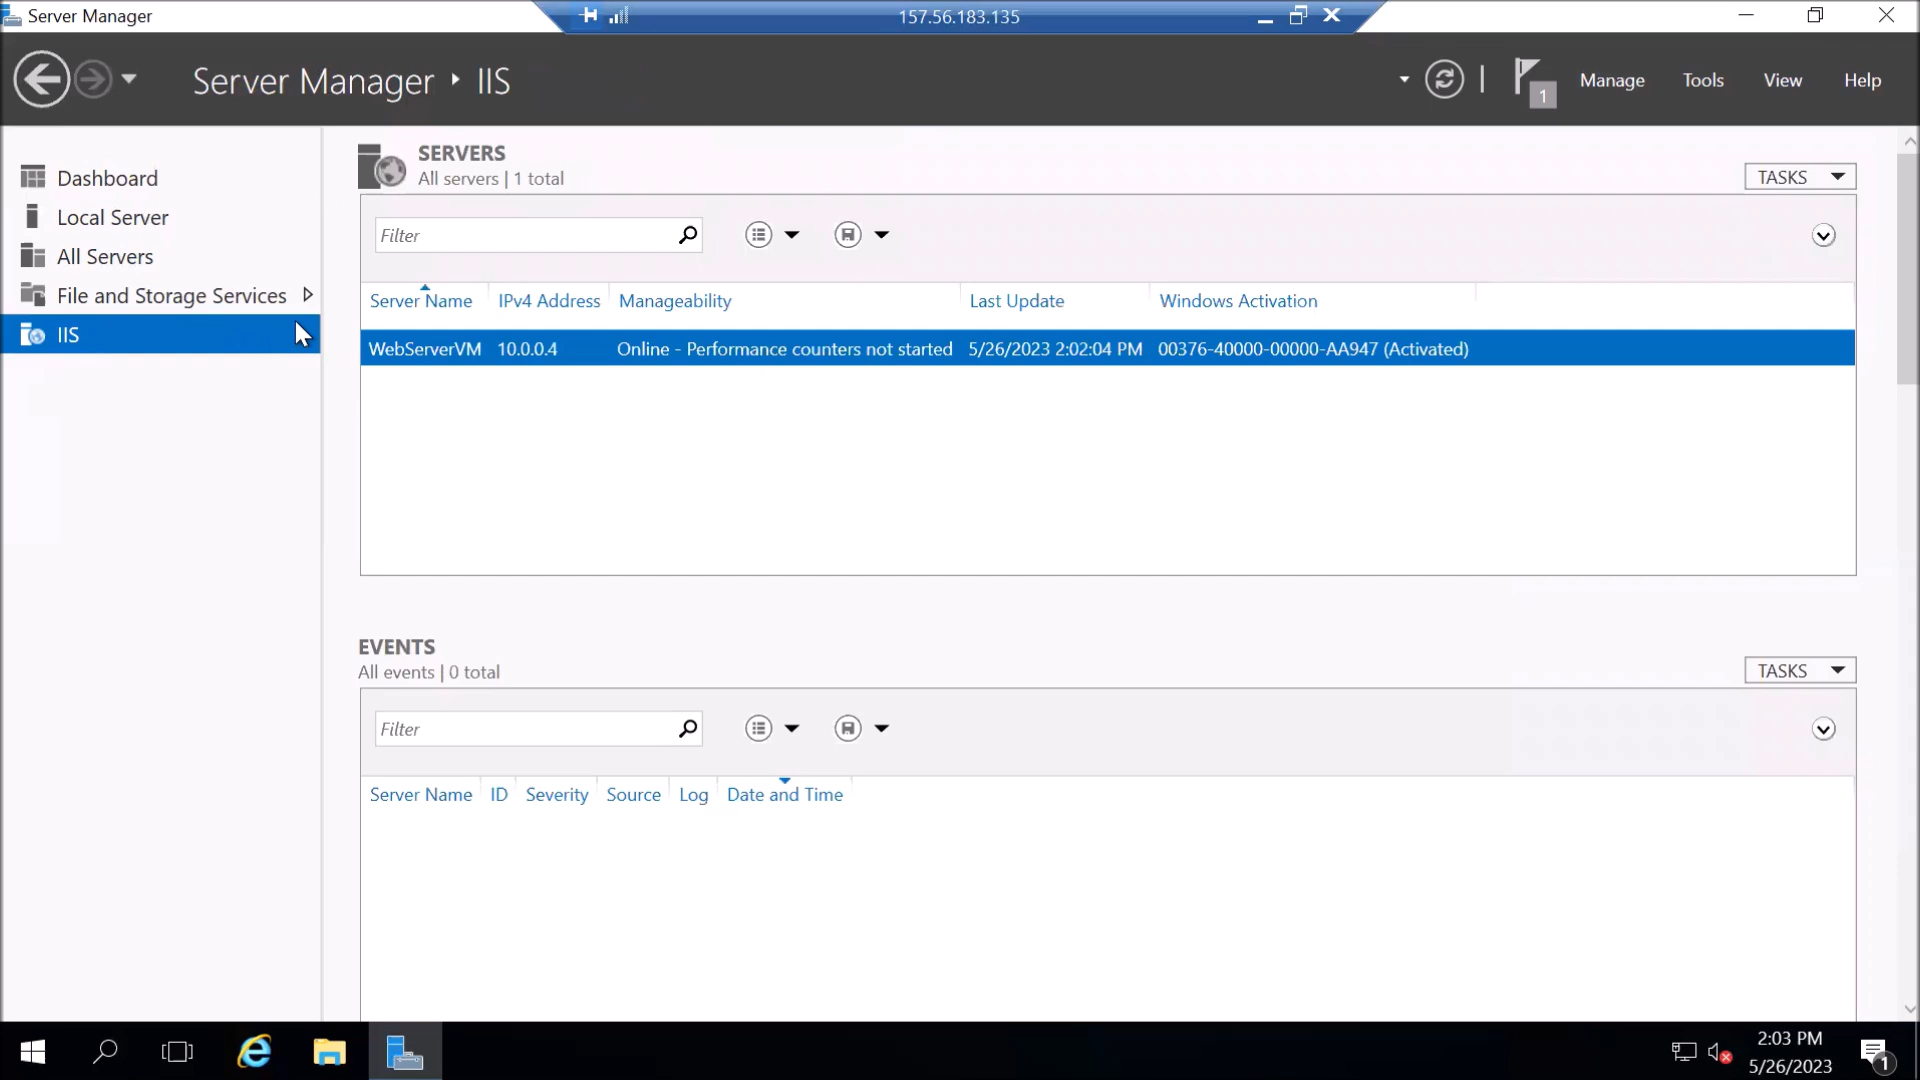 Server Manager
157.56.183.135
Server Manager ‣ IIS
1
Manage
Tools
View
Help
Dashboard
Local Server
All Servers
File and Storage Services
IIS
SERVERS
All servers | 1 total
TASKS
Filter
Server Name IPv4 Address Manageability Last Update Windows Activation
WebServerVM 10.0.0.4 Online - Performance counters not started 5/26/2023 2:02:04 PM 00376-40000-00000-AA947 (Activated)
EVENTS
All events | 0 total
TASKS
Filter
Server Name ID Severity Source Log Date and Time
2:03 PM
5/26/2023
1